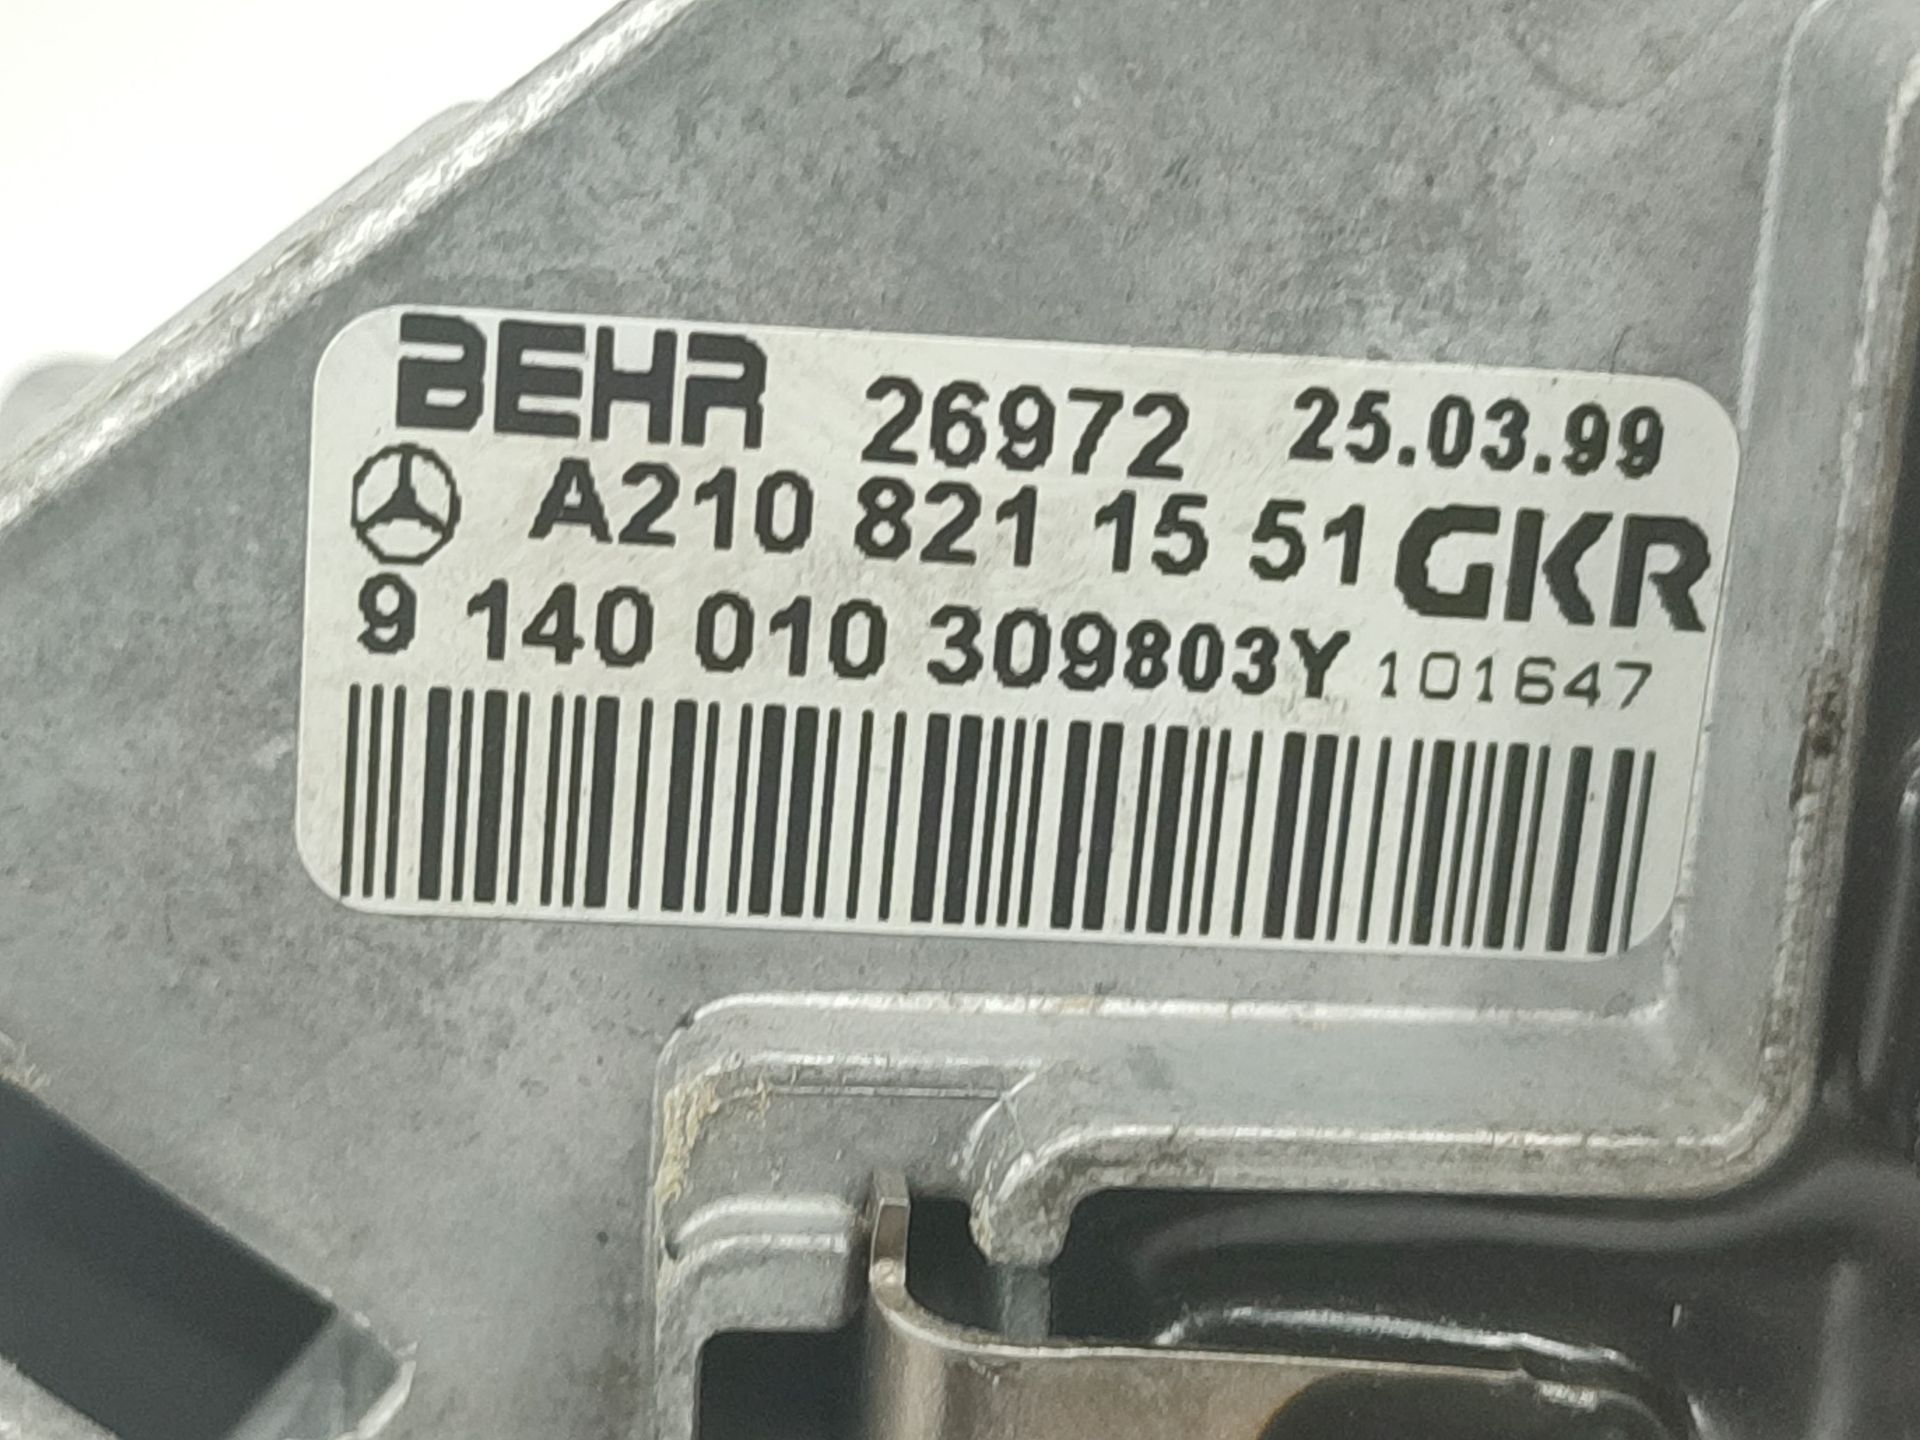 BEHR 26972 25.03.99
A210 821 15 51 GKR
9 140 010 309803Y 101647